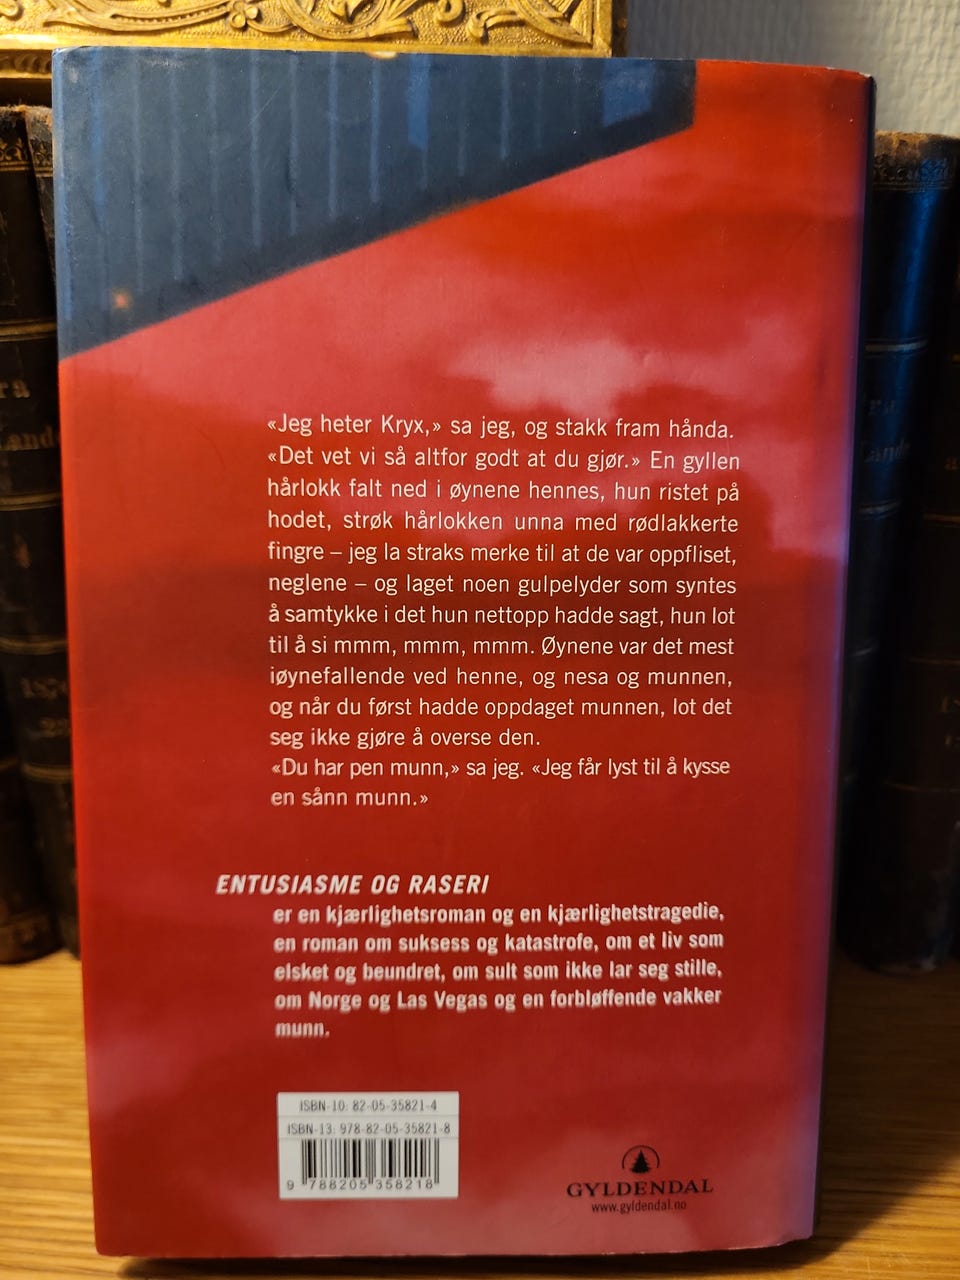 «Jeg heter Kryx,» sa jeg, og stakk fram hånda.
«Det vet vi så altfor godt at du gjør.» En gyllen
hårlokk falt ned i øynene hennes, hun ristet på
hodet, strøk hårlokken unna med rødlakkerte
fingre – jeg la straks merke til at de var oppfliset,
neglene – og laget noen gulpelyder som syntes
å samtykke i det hun nettopp hadde sagt, hun lot
til å si mmm, mmm, mmm. Øynene var det mest
iøynefallende ved henne, og nesa og munnen,
og når du først hadde oppdaget munnen, lot det
seg ikke gjøre å overse den.
«Du har pen munn,» sa jeg. «Jeg får lyst til å kysse
en sånn munn.»
ENTUSIASME OG RASERI
er en kjærlighetsroman og en kjærlighetstragedie,
en roman om suksess og katastrofe, om et liv som
elsket og beundret, om sult som ikke lar seg stille,
om Norge og Las Vegas og en forbløffende vakker
munn.
ISBN-10: 82-05-35821-4
ISBN-13: 978-82-05-35821-8
9 788205 358218
GYLDENDAL
www.gyldendal.no